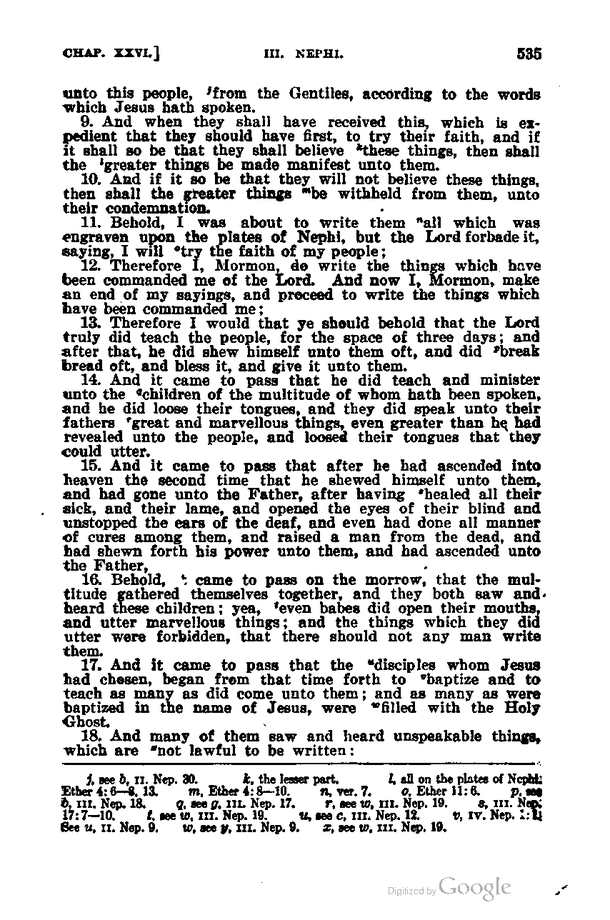 CHAP. XXVI.] III. NEPHI. 535
unto this people, ʲfrom the Gentiles, according to the words
which Jesus hath spoken.
9. And when they shall have received this, which is ex-
pedient that they should have first, to try their faith, and if
it shall so be that they shall believe ᵏthese things, then shall
the ˡgreater things be made manifest unto them.
10. And if it so be that they will not believe these things,
then shall the greater things ᵐbe withheld from them, unto
their condemnation.
11. Behold, I was about to write them ⁿall which was
engraven upon the plates of Nephi, but the Lord forbade it,
saying, I will ᵒtry the faith of my people;
12. Therefore I, Mormon, do write the things which have
been commanded me of the Lord. And now I, Mormon, make
an end of my sayings, and proceed to write the things which
have been commanded me;
13. Therefore I would that ye should behold that the Lord
truly did teach the people, for the space of three days; and
after that, he did shew himself unto them oft, and did ᵖbreak
bread oft, and bless it, and give it unto them.
14. And it came to pass that he did teach and minister
unto the qchildren of the multitude of whom hath been spoken,
and he did loose their tongues, and they did speak unto their
fathers ʳgreat and marvellous things, even greater than he had
revealed unto the people, and loosed their tongues that they
could utter.
15. And it came to pass that after he had ascended into
heaven the second time that he shewed himself unto them,
and had gone unto the Father, after having ˢhealed all their
sick, and their lame, and opened the eyes of their blind and
unstopped the ears of the deaf, and even had done all manner
of cures among them, and raised a man from the dead, and
had shewn forth his power unto them, and had ascended unto
the Father,
16. Behold, came to pass on the morrow, that the mul-
titude gathered themselves together, and they both saw and
heard these children; yea, ᵗeven babes did open their mouths,
and utter marvellous things; and the things which they did
utter were forbidden, that there should not any man write
them.
17. And it came to pass that the ᵘdisciples whom Jesus
had chosen, began from that time forth to ᵛbaptize and to
teach as many as did come unto them; and as many as were
baptized in the name of Jesus, were ʷfilled with the Holy
Ghost.
18. And many of them saw and heard unspeakable things,
which are ˣnot lawful to be written:
j, see b, II. Nep. 30. k, the lesser part. l, all on the plates of Nephi:
Ether 4: 6—8, 13. m, Ether 4: 8—10. n, ver. 7. o, Ether 11: 6. p, see
b, III. Nep. 18. q, see g, III. Nep. 17. r, see w, III. Nep. 19. s, III. Nep.
17: 7—10. t, see w, III. Nep. 19. u, see c, III. Nep. 12. v, IV. Nep. 1: 1.
See u, II. Nep. 9. w, see y, III. Nep. 9. x, see w, III. Nep. 19.
Digitized by Google